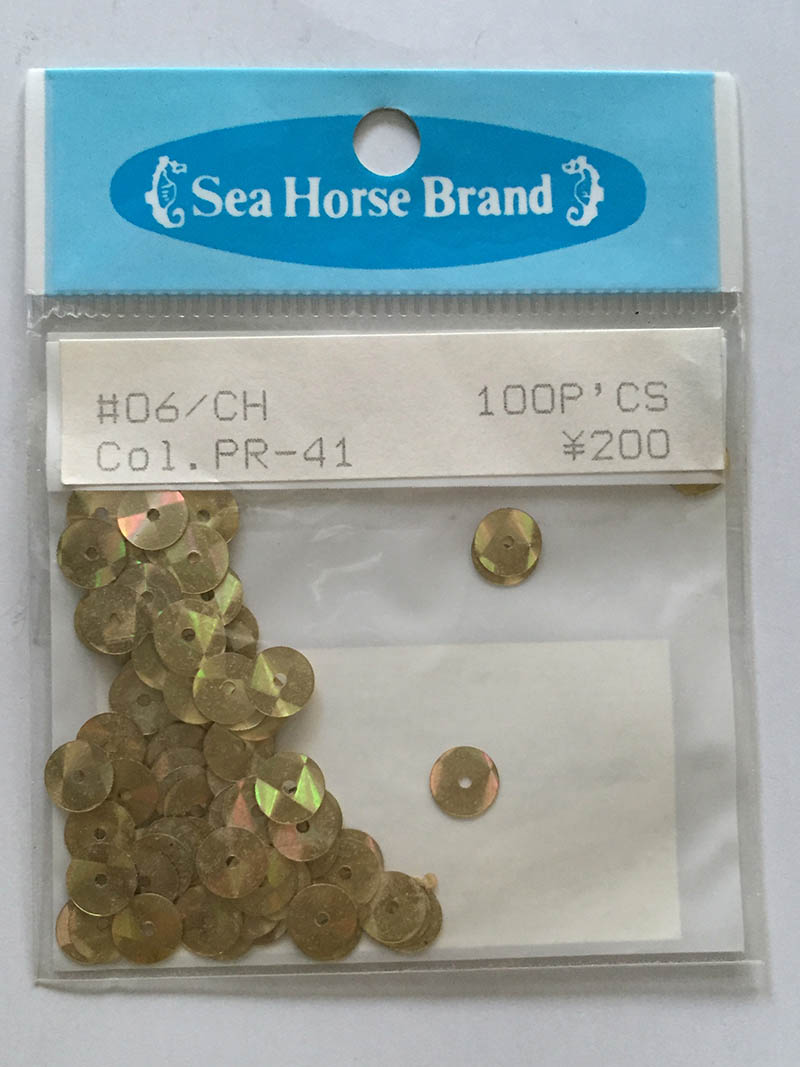 Sea Horse Brand
#06/CH 100P'CS
Col.PR-41 ¥200